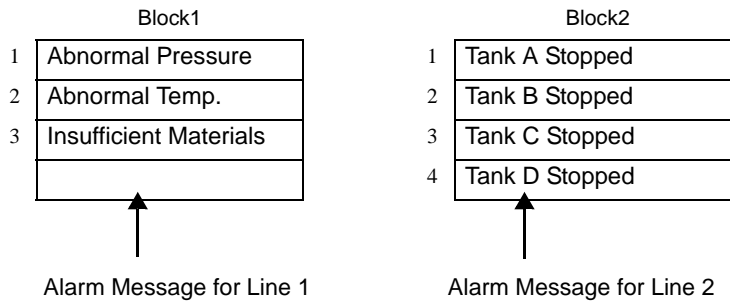 Block1
1 Abnormal Pressure
2 Abnormal Temp.
3 Insufficient Materials
Alarm Message for Line 1
Block2
1 Tank A Stopped
2 Tank B Stopped
3 Tank C Stopped
4 Tank D Stopped
Alarm Message for Line 2